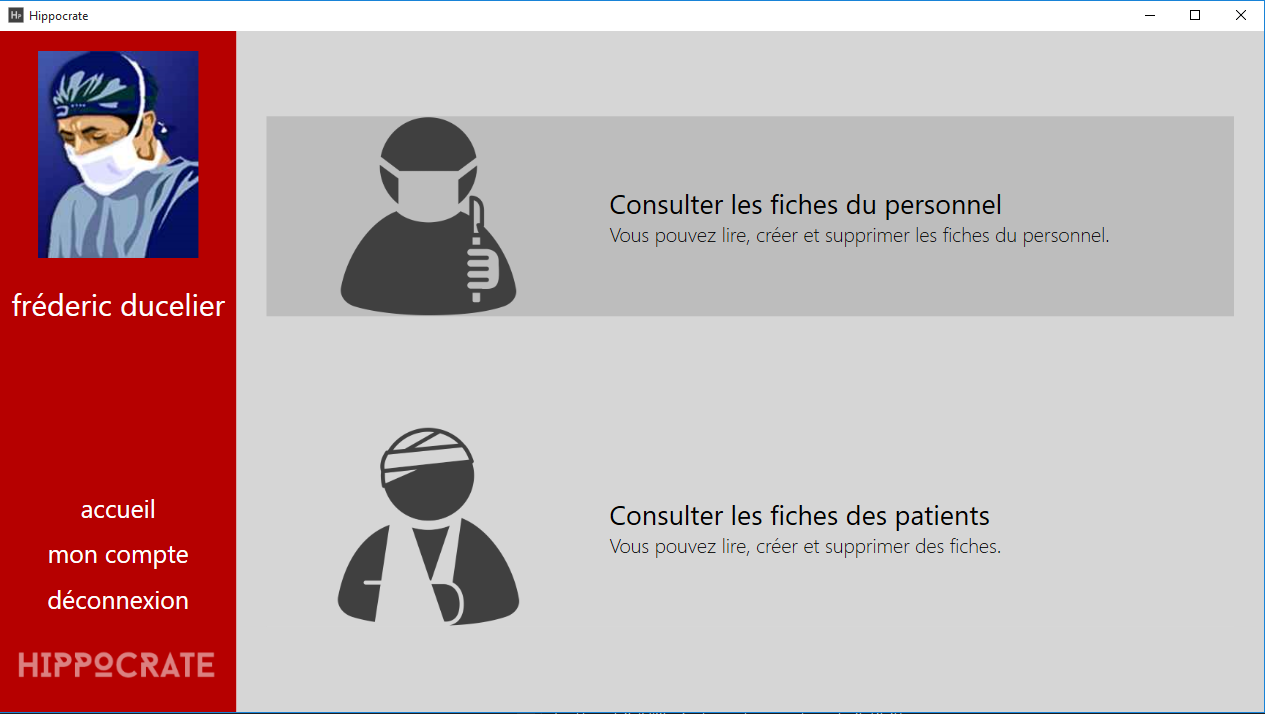 Hippocrate
fréderic ducelier
accueil
mon compte
déconnexion
HIPPOCRATE
Consulter les fiches du personnel
Vous pouvez lire, créer et supprimer les fiches du personnel.
Consulter les fiches des patients
Vous pouvez lire, créer et supprimer des fiches.